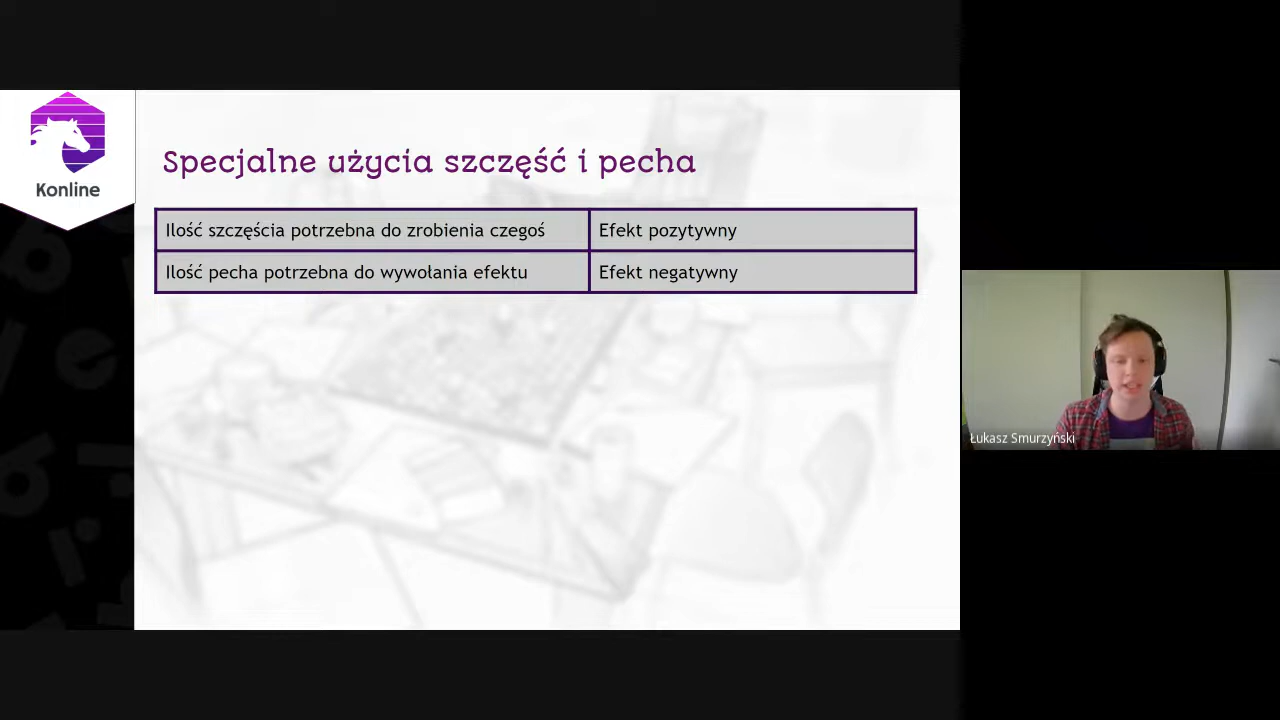 Konline
Specjalne użycia szczęść i pecha
Ilość szczęścia potrzebna do zrobienia czegoś
Efekt pozytywny
Ilość pecha potrzebna do wywołania efektu
Efekt negatywny
Łukasz Smurzyński